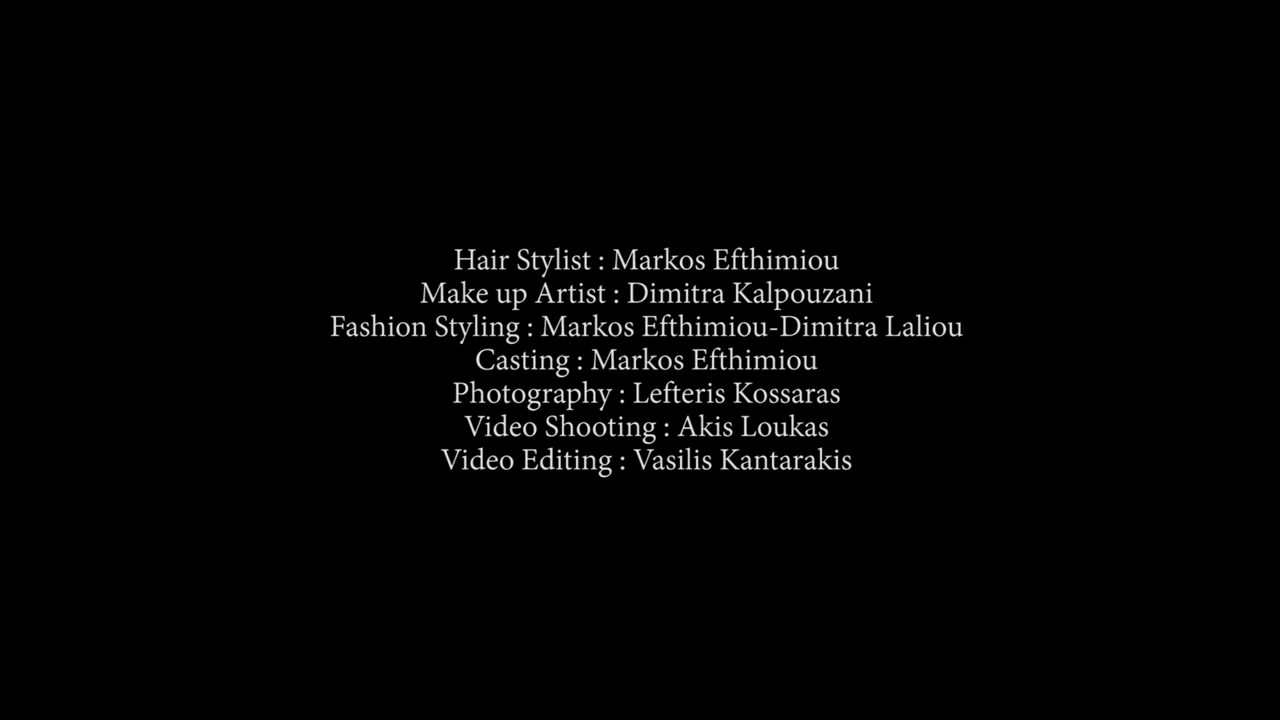 Hair Stylist : Markos Efthimiou
Make up Artist : Dimitra Kalpouzani
Fashion Styling : Markos Efthimiou-Dimitra Laliou
Casting : Markos Efthimiou
Photography : Lefteris Kossaras
Video Shooting : Akis Loukas
Video Editing : Vasilis Kantarakis